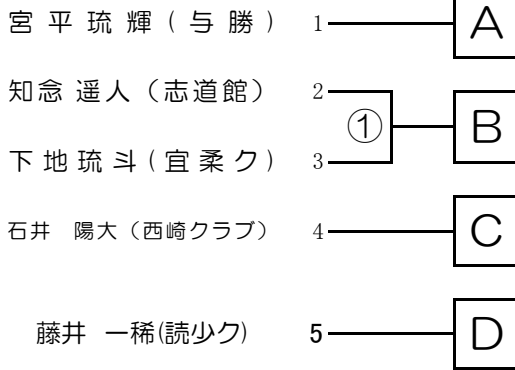 宮平琉輝(与勝) 1 A
知念 遥人（志道館） 2
① B
下地琉斗(宜柔ク) 3
石井　陽大（西崎クラブ） 4 C
藤井 一稀(読少ク) 5 D